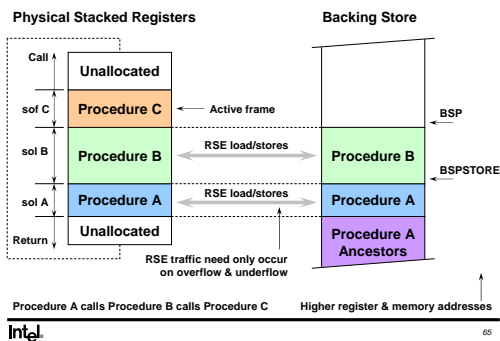 Physical Stacked Registers
Backing Store
Call
Unallocated
sof C
Procedure C
Active frame
BSP
sol B
Procedure B
RSE load/stores
Procedure B
BSPSTORE
sol A
Procedure A
RSE load/stores
Procedure A
Return
Unallocated
RSE traffic need only occur
on overflow & underflow
Procedure A
Ancestors
Procedure A calls Procedure B calls Procedure C
Higher register & memory addresses
Intel
65